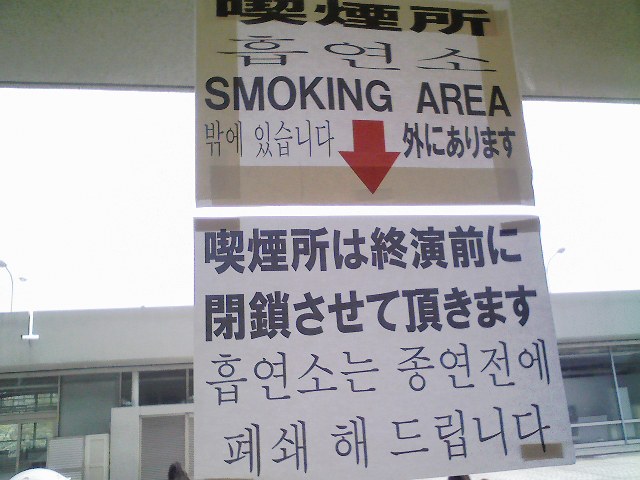 喫煙所
흡연소
SMOKING AREA
밖에 있습니다 外にあります
喫煙所は終演前に
閉鎖させて頂きます
흡연소는 종연전에
폐쇄 해 드립니다